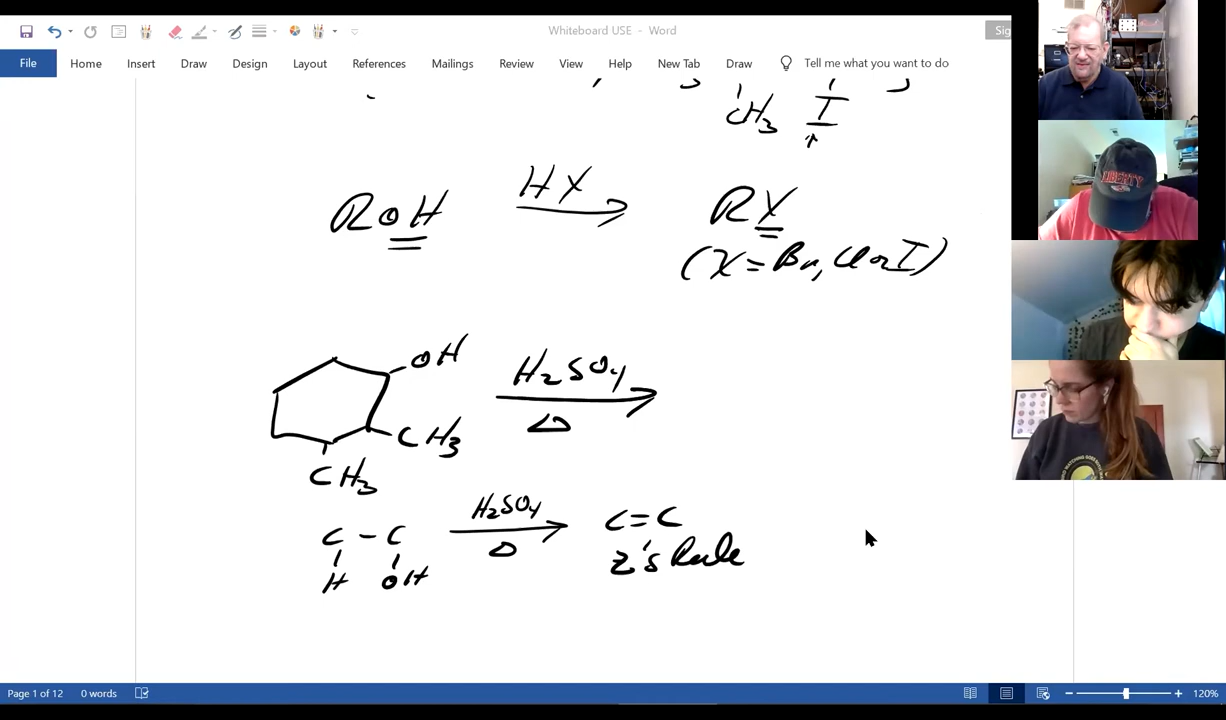 Whiteboard USE - Word
File Home Insert Draw Design Layout References Mailings Review View Help New Tab Draw Tell me what you want to do
CH3 I
ROH HX RX
(X = Br, Cl or I)
OH H2SO4
Δ
CH3
CH3
H2SO4
C - C Δ C=C
H OH Z's Rule
LIBERTY
Page 1 of 12 0 words 120%